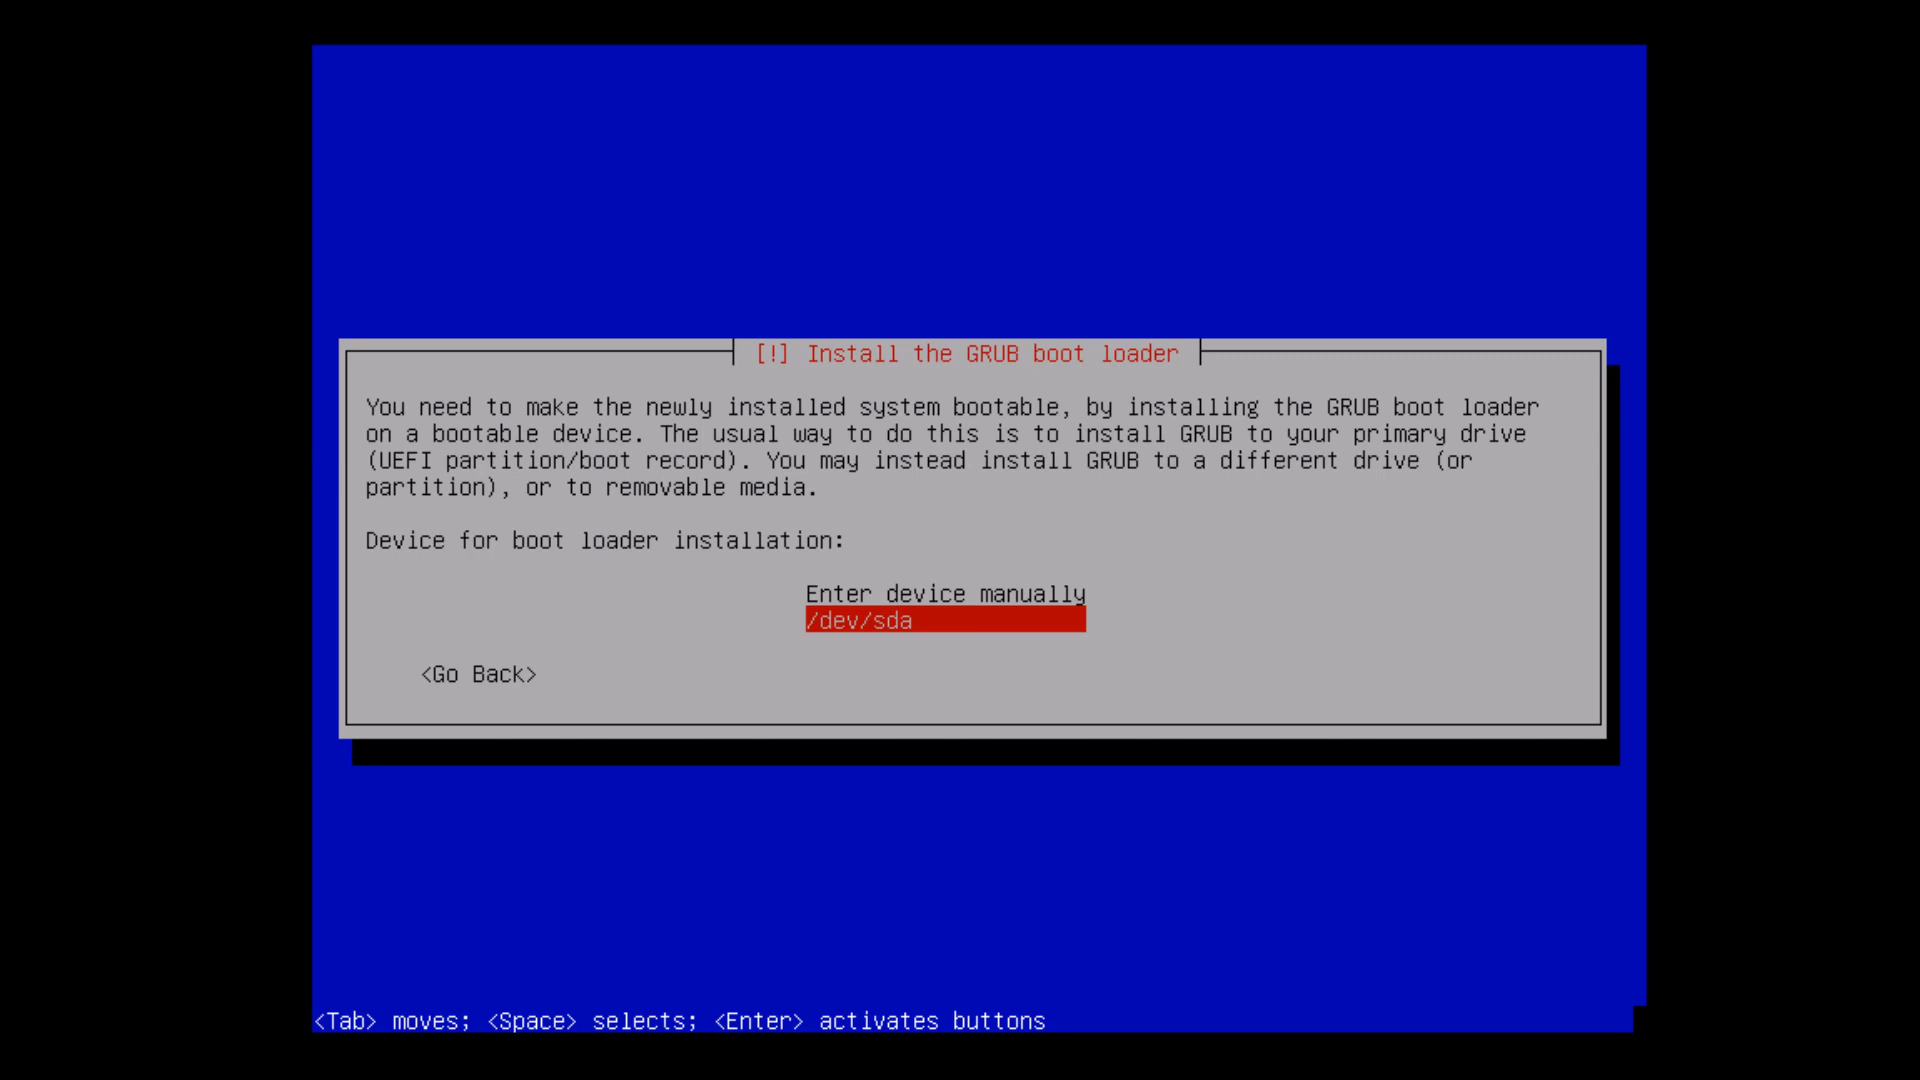 [!] Install the GRUB boot loader
You need to make the newly installed system bootable, by installing the GRUB boot loader
on a bootable device. The usual way to do this is to install GRUB to your primary drive
(UEFI partition/boot record). You may instead install GRUB to a different drive (or
partition), or to removable media.
Device for boot loader installation:
Enter device manually
/dev/sda
<Go Back>
<Tab> moves; <Space> selects; <Enter> activates buttons